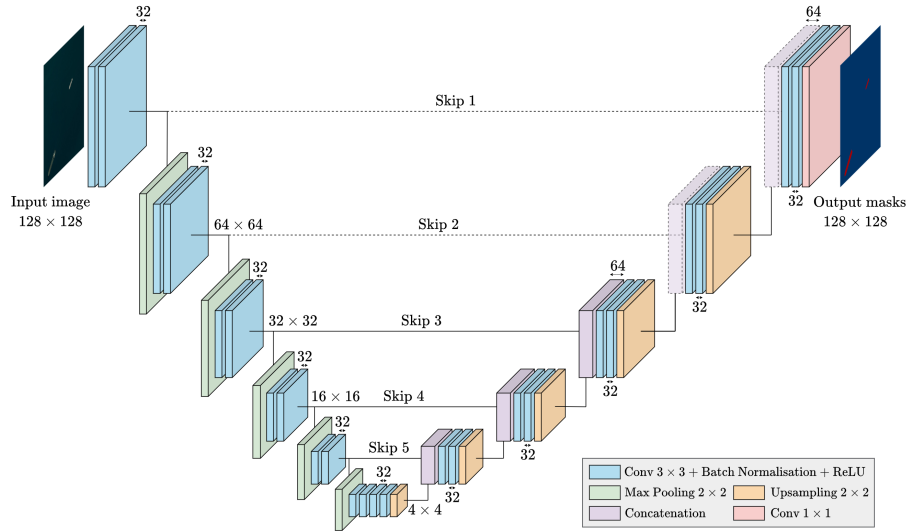 32
64
Skip 1
32
Input image
128 × 128
32
Output masks
128 × 128
64 × 64
Skip 2
32
64
32
32 × 32
Skip 3
32
32
16 × 16
Skip 4
32
32
Skip 5
32
32
4 × 4
Conv 3 × 3 + Batch Normalisation + ReLU
Max Pooling 2 × 2
Upsampling 2 × 2
Concatenation
Conv 1 × 1